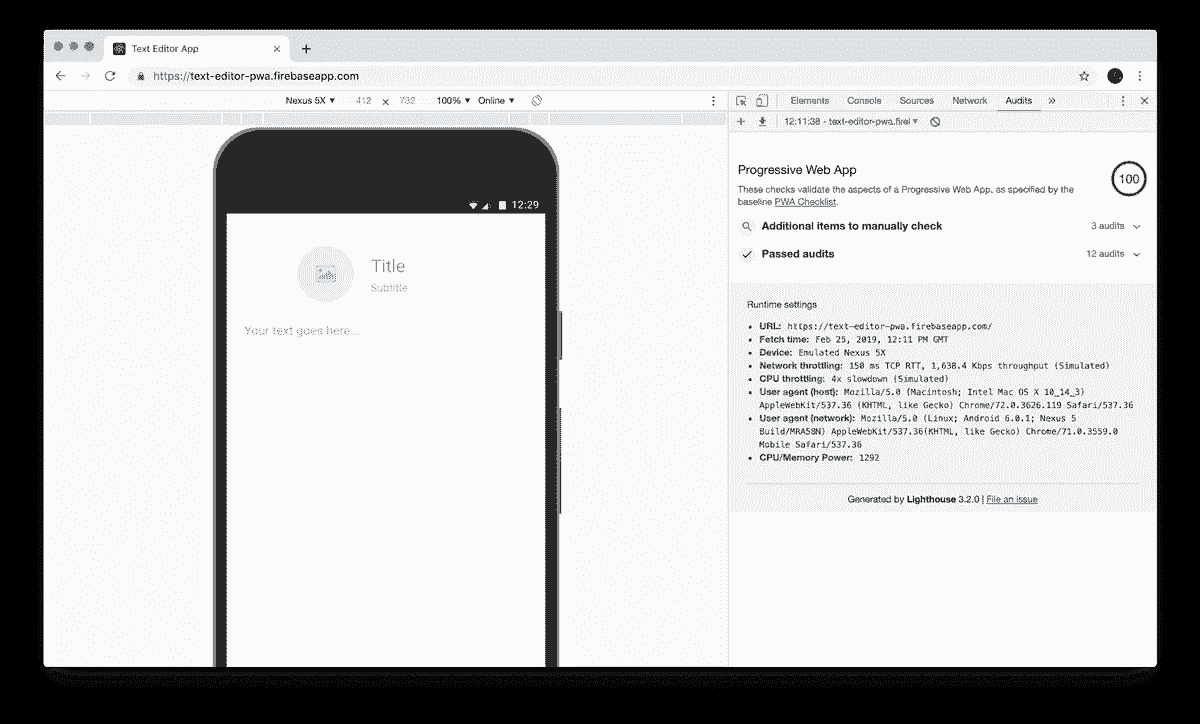 Text Editor App
https://text-editor-pwa.firebaseapp.com
Nexus 5X ▼ 412 × 732 100% ▼ Online ▼
Elements Console Sources Network Audits »
12:11:38 - text-editor-pwa.firel ▼
12:29
Title
Subtitle
Your text goes here...
Progressive Web App
100
These checks validate the aspects of a Progressive Web App, as specified by the
baseline PWA Checklist.
Additional items to manually check 3 audits
Passed audits 12 audits
Runtime settings
• URL: https://text-editor-pwa.firebaseapp.com/
• Fetch time: Feb 25, 2019, 12:11 PM GMT
• Device: Emulated Nexus 5X
• Network throttling: 150 ms TCP RTT, 1,638.4 Kbps throughput (Simulated)
• CPU throttling: 4x slowdown (Simulated)
• User agent (host): Mozilla/5.0 (Macintosh; Intel Mac OS X 10_14_3)
AppleWebKit/537.36 (KHTML, like Gecko) Chrome/72.0.3626.119 Safari/537.36
• User agent (network): Mozilla/5.0 (Linux; Android 6.0.1; Nexus 5
Build/MRA58N) AppleWebKit/537.36(KHTML, like Gecko) Chrome/71.0.3559.0
Mobile Safari/537.36
• CPU/Memory Power: 1292
Generated by Lighthouse 3.2.0 | File an issue